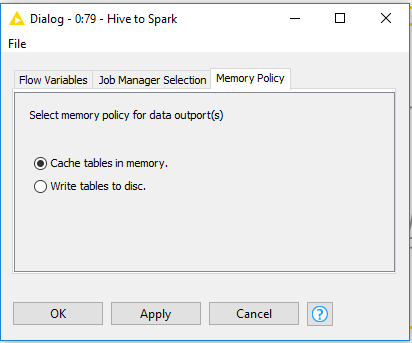 Dialog - 0:79 - Hive to Spark
File
Flow Variables Job Manager Selection Memory Policy
Select memory policy for data outport(s)
Cache tables in memory.
Write tables to disc.
OK Apply Cancel ?